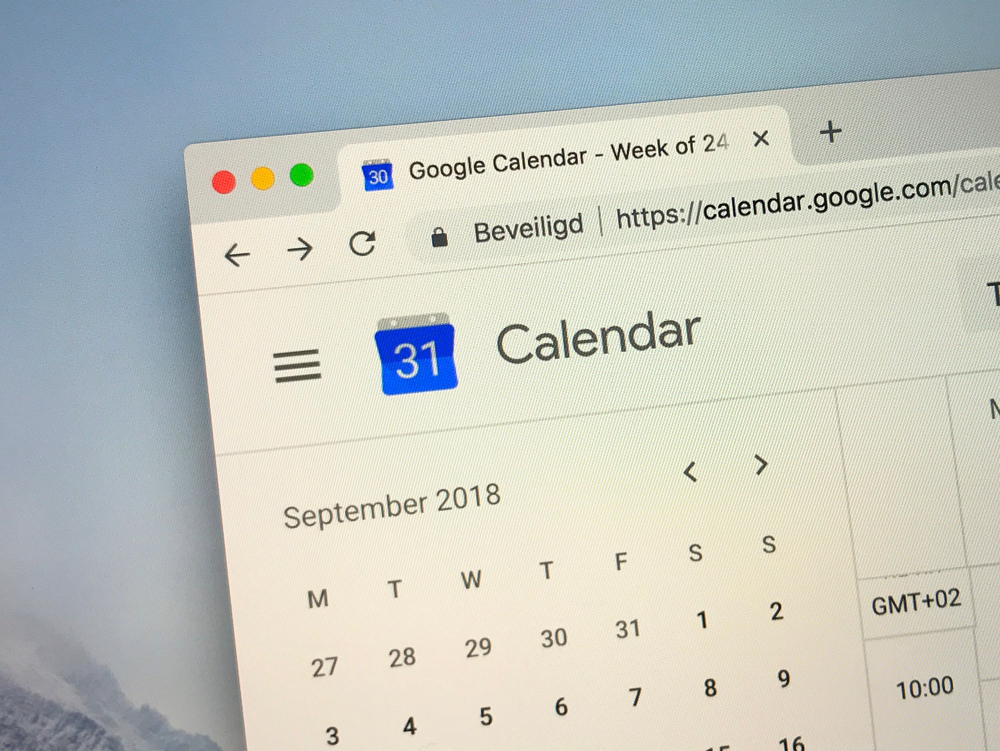 30 Google Calendar - Week of 24
Beveiligd | https://calendar.google.com/cale
31 Calendar
September 2018
M T W T F S S
27 28 29 30 31 1 2
GMT+02
3 4 5 6 7 8 9
10:00
16